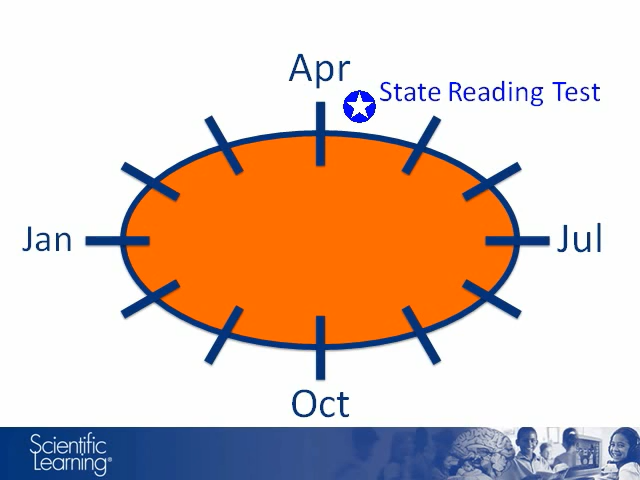 Apr
State Reading Test
Jan
Jul
Oct
Scientific
Learning®